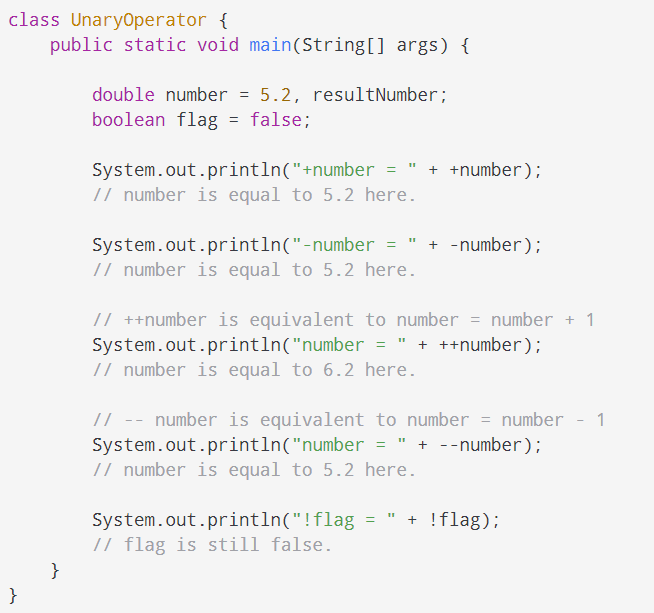 class UnaryOperator {
    public static void main(String[] args) {

        double number = 5.2, resultNumber;
        boolean flag = false;

        System.out.println("+number = " + +number);
        // number is equal to 5.2 here.

        System.out.println("-number = " + -number);
        // number is equal to 5.2 here.

        // ++number is equivalent to number = number + 1
        System.out.println("number = " + ++number);
        // number is equal to 6.2 here.

        // -- number is equivalent to number = number - 1
        System.out.println("number = " + --number);
        // number is equal to 5.2 here.

        System.out.println("!flag = " + !flag);
        // flag is still false.
    }
}